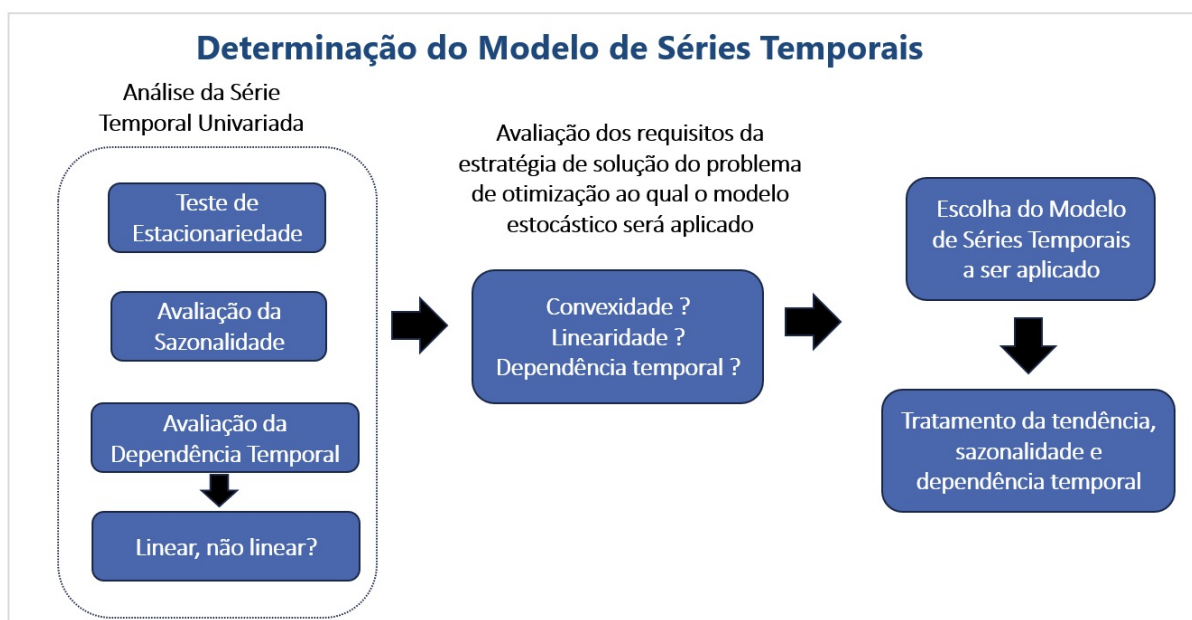 Determinação do Modelo de Séries Temporais
Análise da Série
Temporal Univariada
Teste de
Estacionariedade
Avaliação da
Sazonalidade
Avaliação da
Dependência Temporal
Linear, não linear?
Avaliação dos requisitos da
estratégia de solução do problema
de otimização ao qual o modelo
estocástico será aplicado
Convexidade ?
Linearidade ?
Dependência temporal ?
Escolha do Modelo
de Séries Temporais
a ser aplicado
Tratamento da tendência,
sazonalidade e
dependência temporal